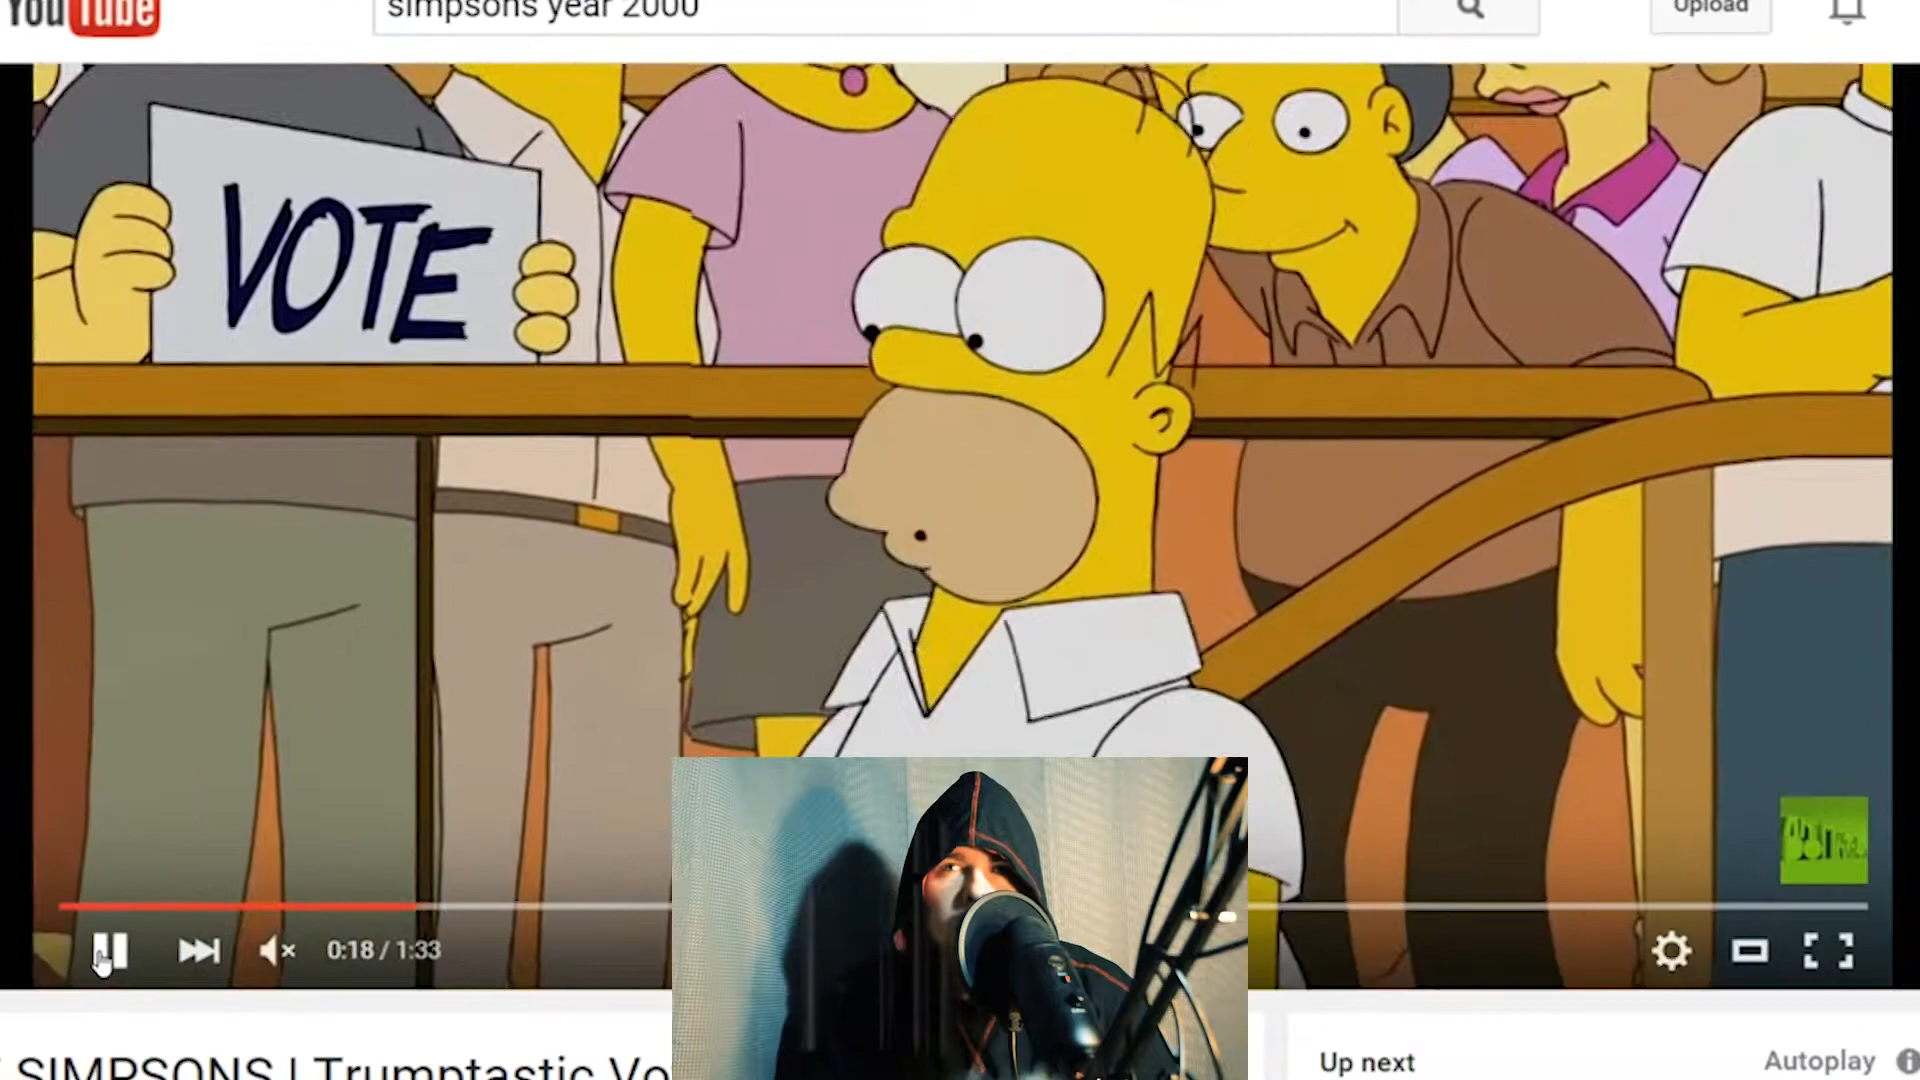 YouTube
simpsons year 2000
Upload
VOTE
0:18 / 1:33
SIMPSONS | Trumptastic Vo
Up next
Autoplay